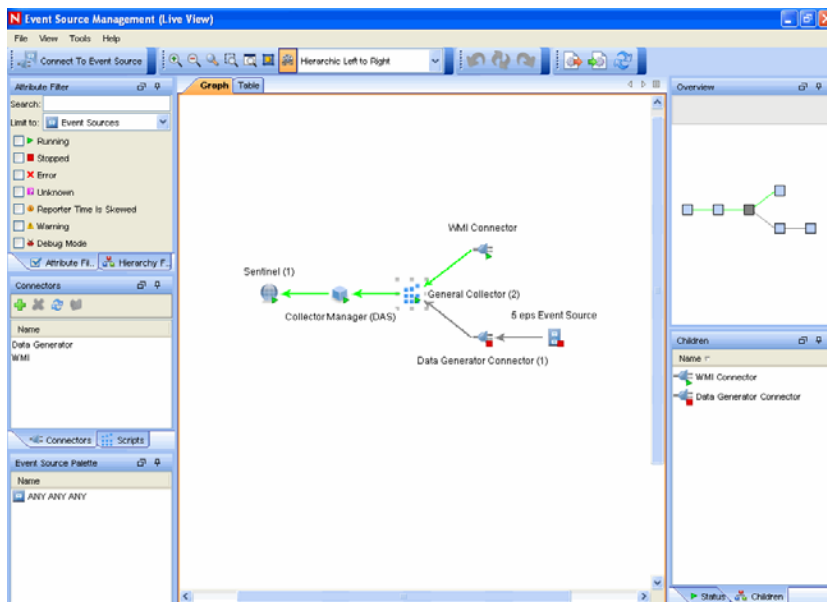 Event Source Management (Live View)
File View Tools Help
Connect To Event Source
Hierarchic Left to Right
Attribute Filter
Search:
Limit to: Event Sources
Running
Stopped
Error
Unknown
Reporter Time Is Skewed
Warning
Debug Mode
Attribute Fil.. Hierarchy F..
Connectors
Name
Data Generator
WMI
Connectors Scripts
Event Source Palette
Name
ANY ANY ANY
Graph Table
WMI Connector
Sentinel (1)
General Collector (2)
Collector Manager (DAS)
5 eps Event Source
Data Generator Connector (1)
Overview
Children
Name
WMI Connector
Data Generator Connector
Status Children